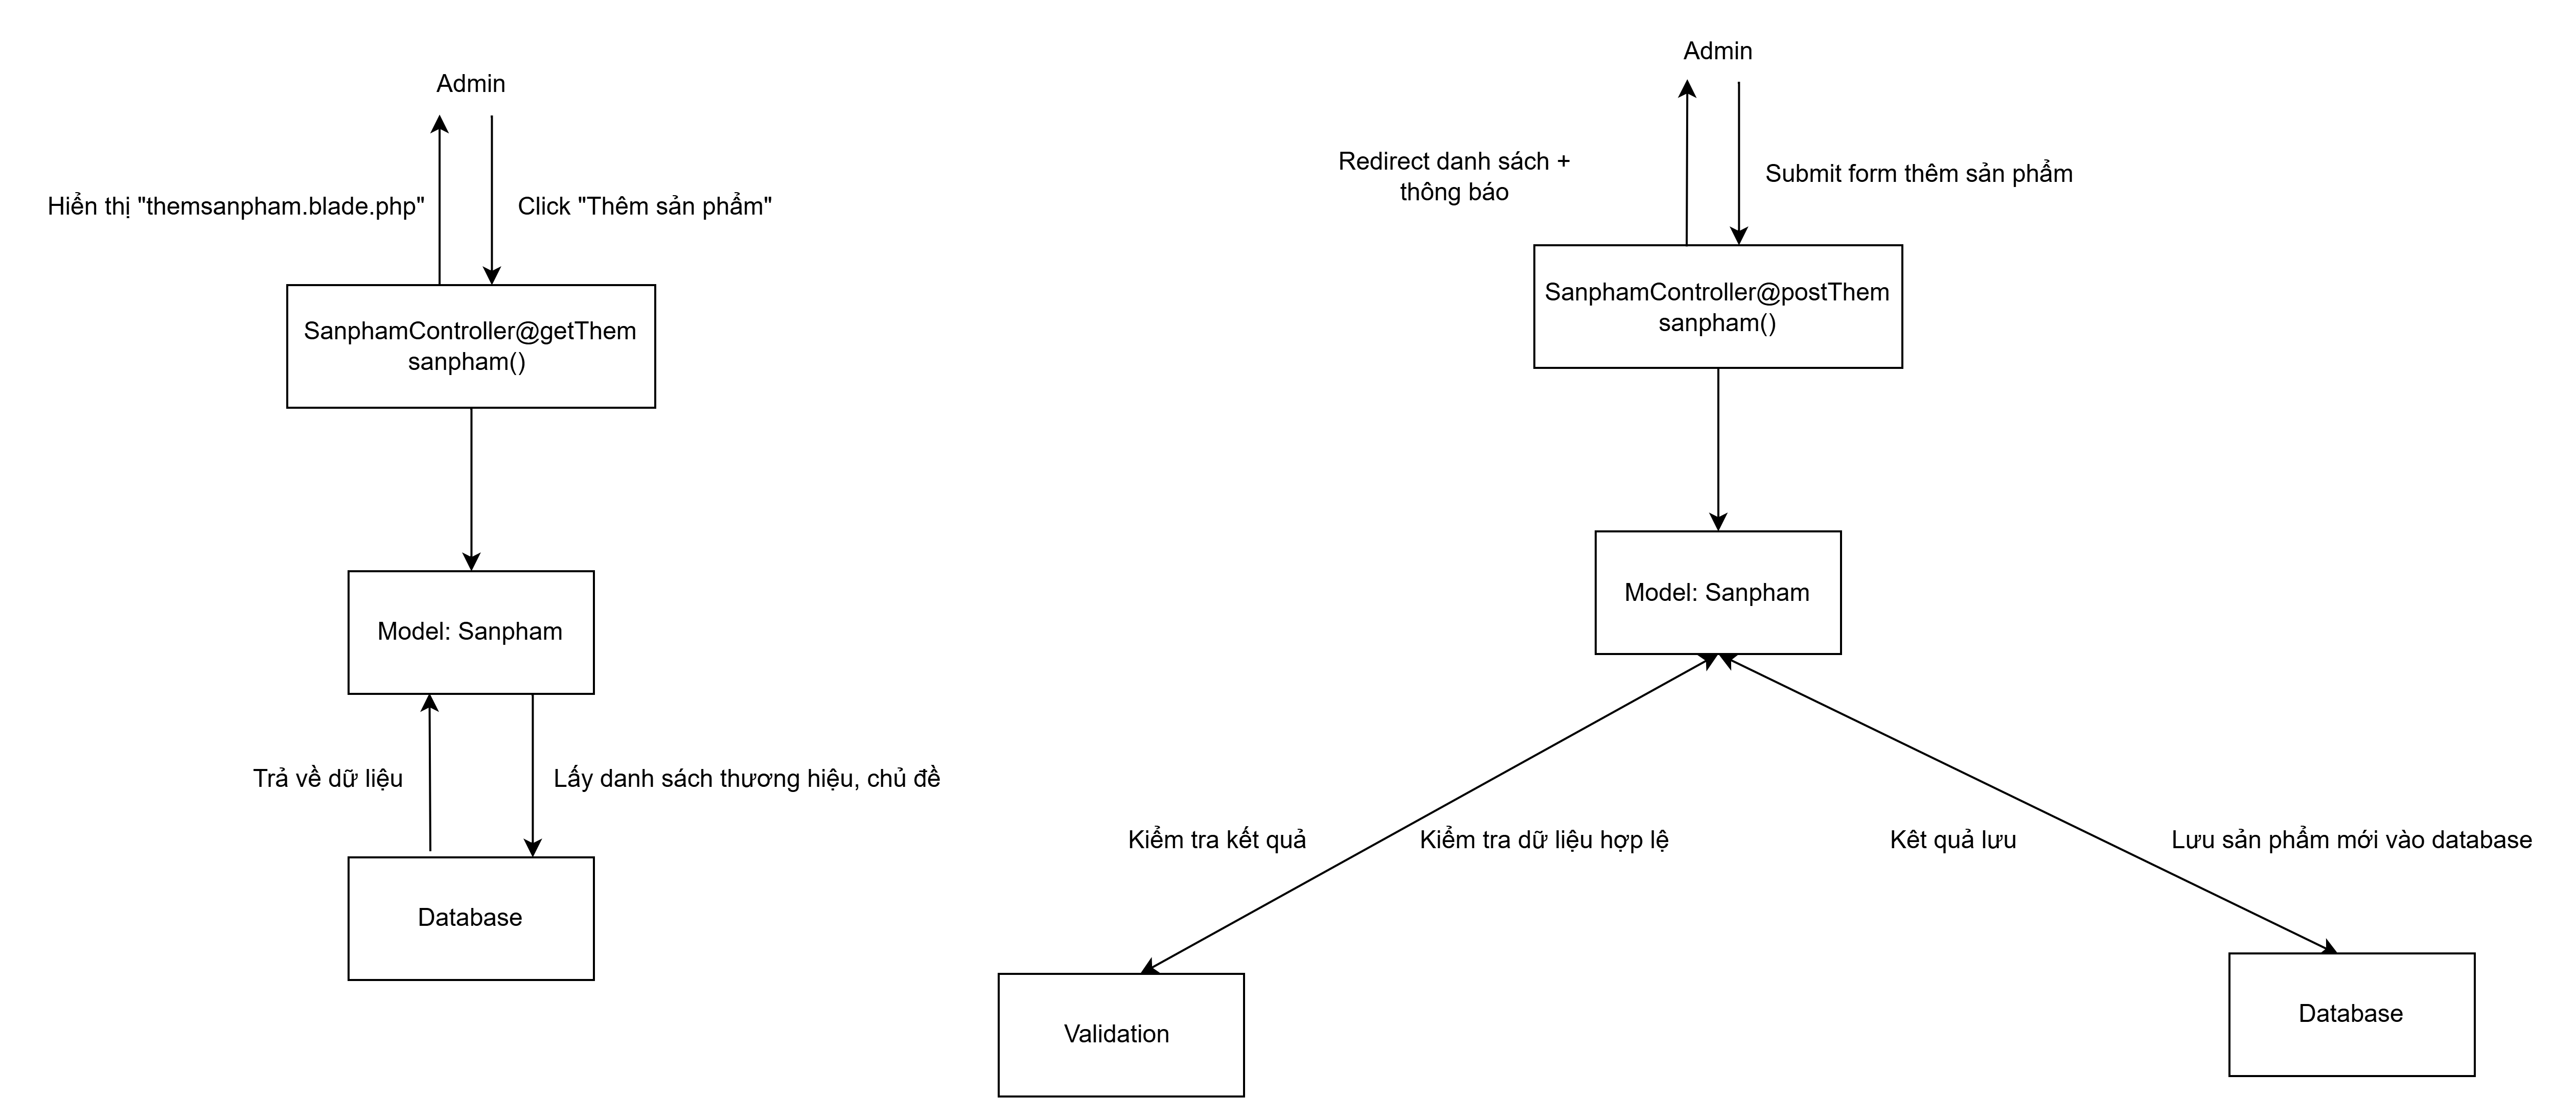 Admin
Hiển thị "themsanpham.blade.php"
Click "Thêm sản phẩm"
SanphamController@getThem
sanpham()
Model: Sanpham
Trả về dữ liệu
Lấy danh sách thương hiệu, chủ đề
Database
Admin
Redirect danh sách +
thông báo
Submit form thêm sản phẩm
SanphamController@postThem
sanpham()
Model: Sanpham
Kiểm tra kết quả
Kiểm tra dữ liệu hợp lệ
Kêt quả lưu
Lưu sản phẩm mới vào database
Validation
Database